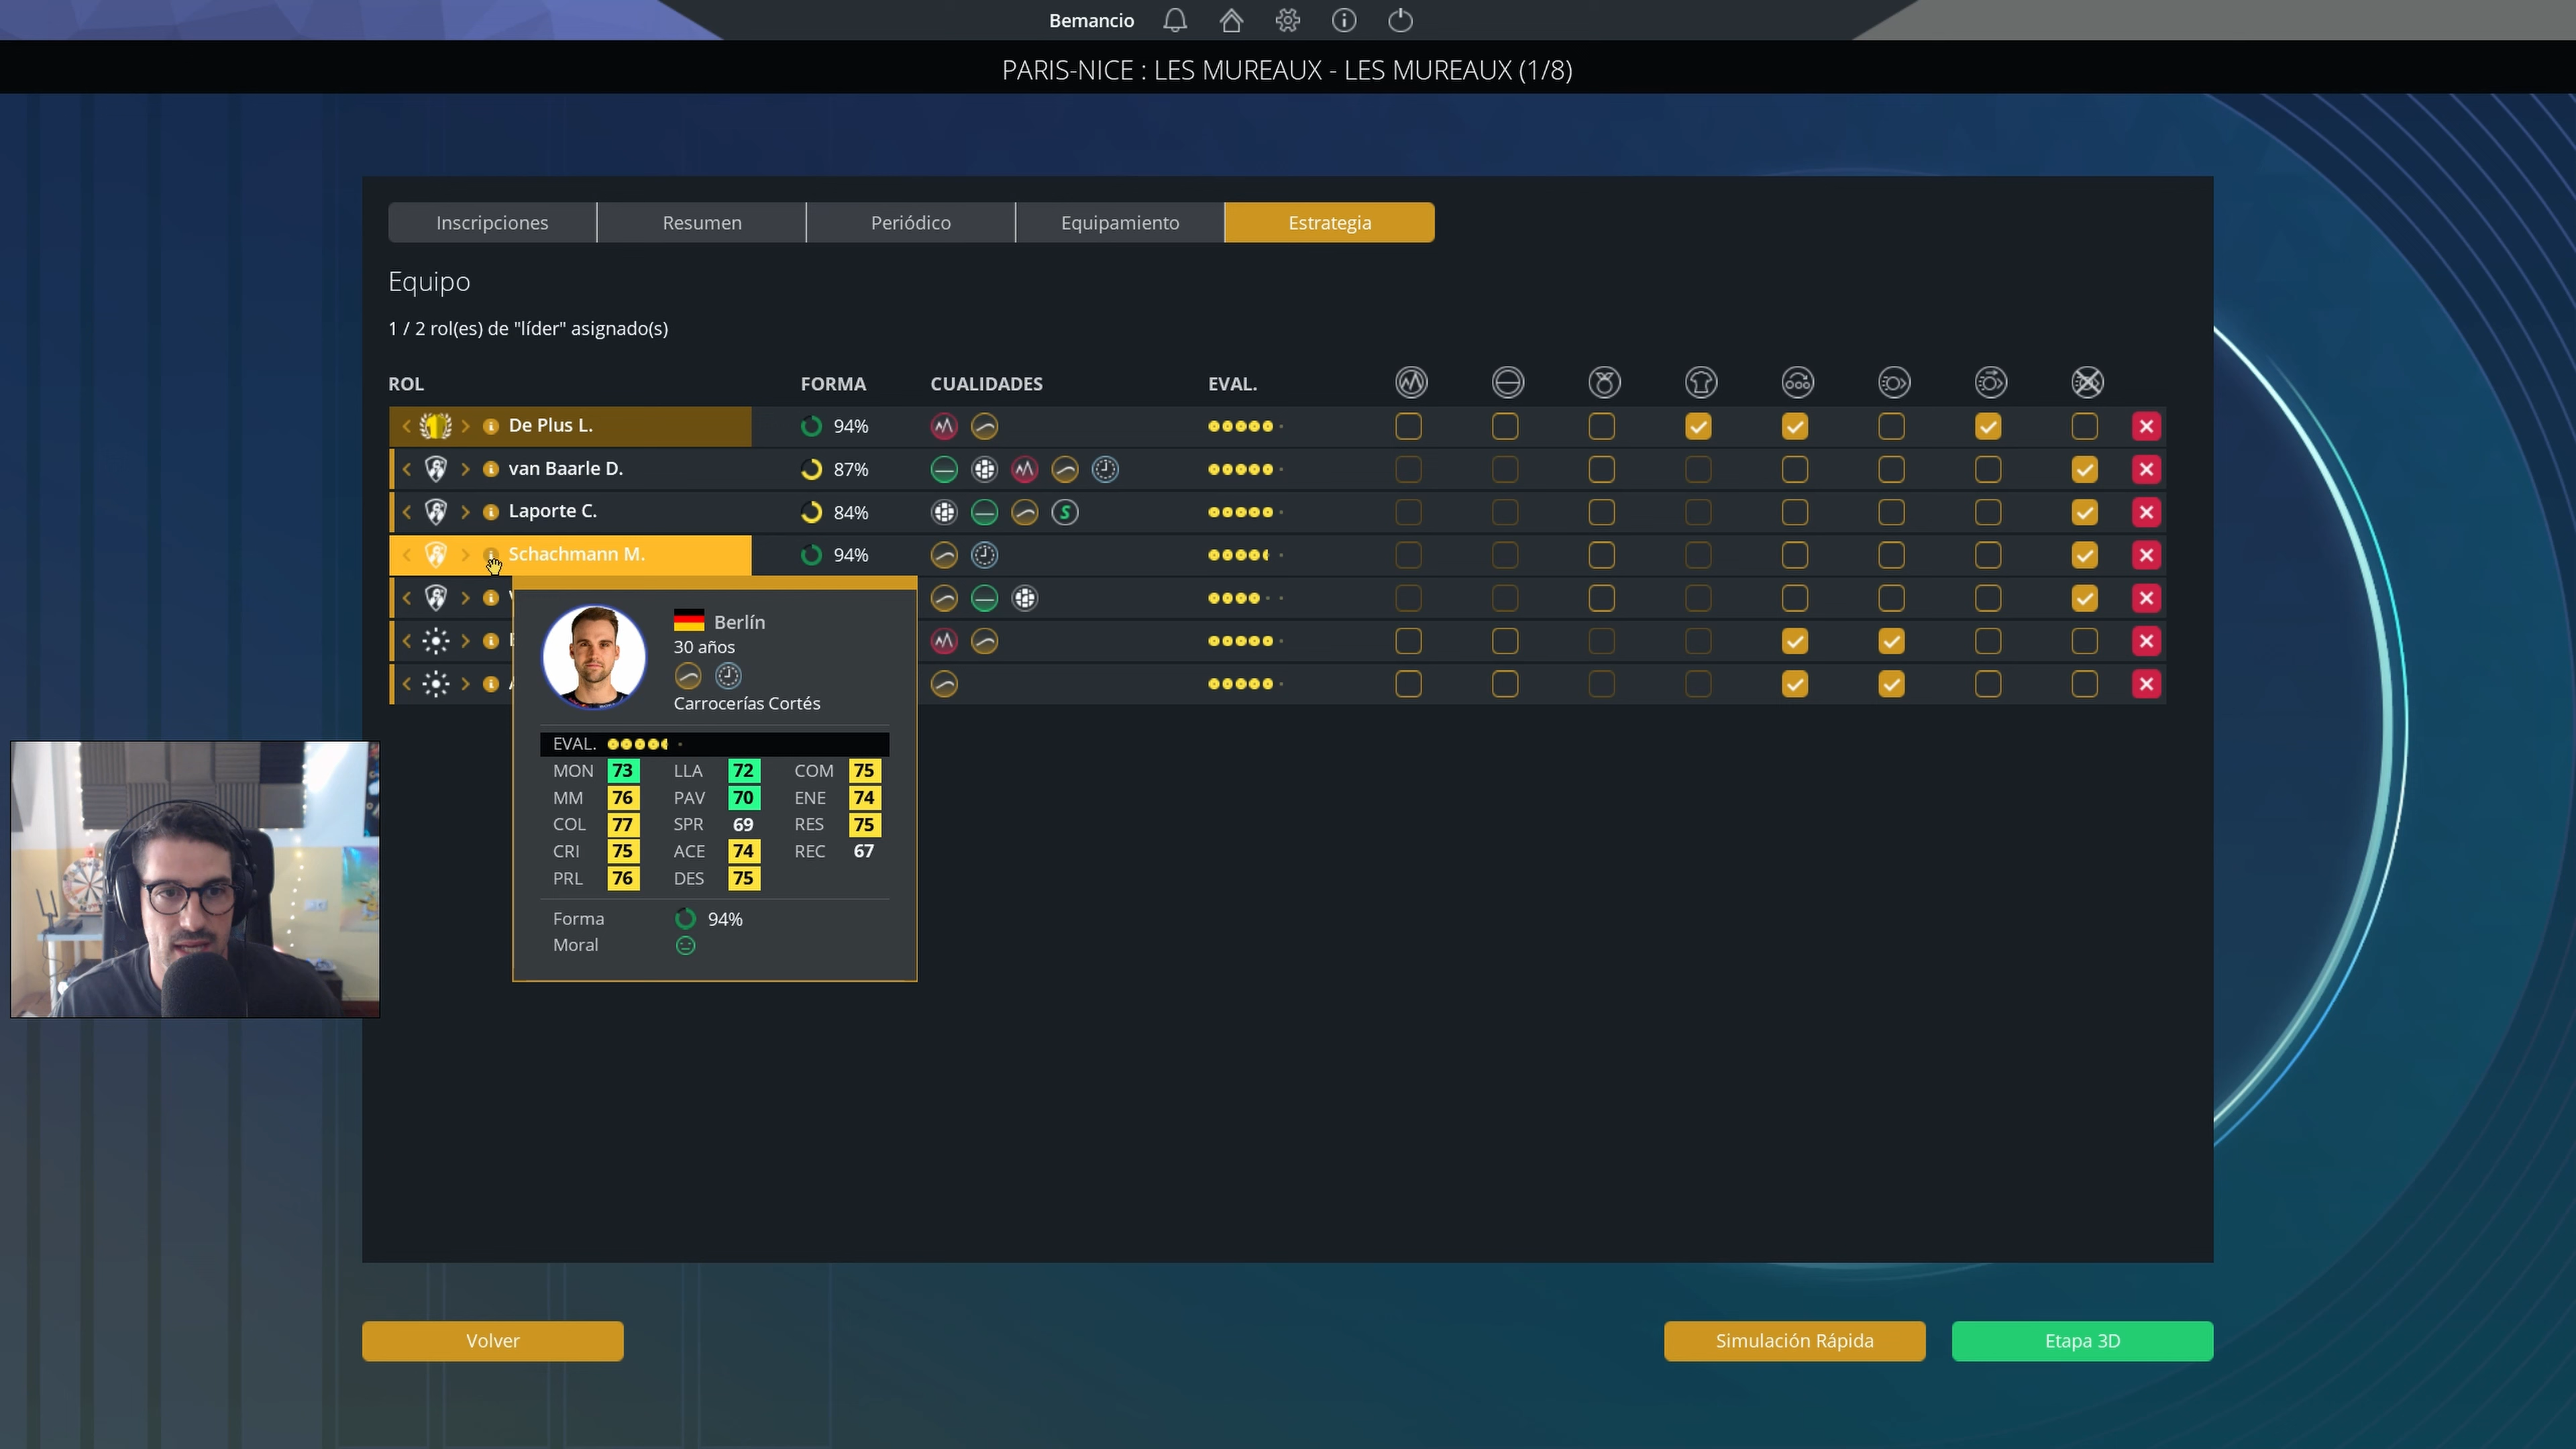 Bemancio
PARIS-NICE : LES MUREAUX - LES MUREAUX (1/8)
Inscripciones Resumen Periódico Equipamiento Estrategia
Equipo
1 / 2 rol(es) de "líder" asignado(s)
ROL FORMA CUALIDADES EVAL.
De Plus L. 94%
van Baarle D. 87%
Laporte C. 84%
Schachmann M. 94%
Berlín
30 años
Carrocerías Cortés
EVAL.
MON 73 LLA 72 COM 75
MM 76 PAV 70 ENE 74
COL 77 SPR 69 RES 75
CRI 75 ACE 74 REC 67
PRL 76 DES 75
Forma 94%
Moral
Volver Simulación Rápida Etapa 3D